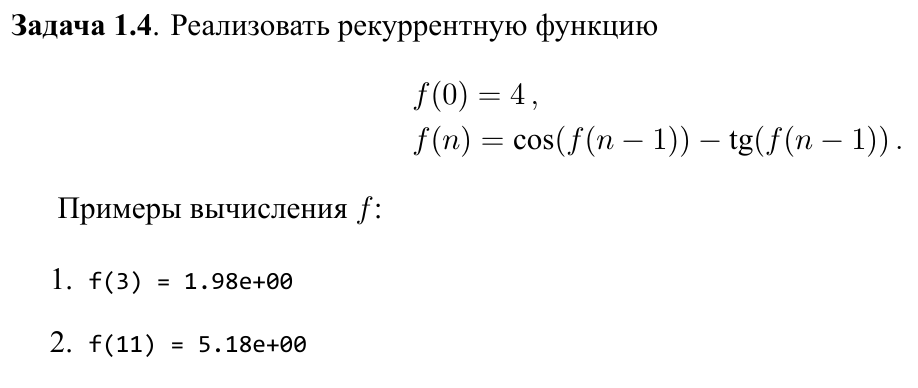 Задача 1.4. Реализовать рекуррентную функцию
f(0) = 4 ,
f(n) = cos(f(n − 1)) − tg(f(n − 1)) .
Примеры вычисления f:
1. f(3) = 1.98e+00
2. f(11) = 5.18e+00